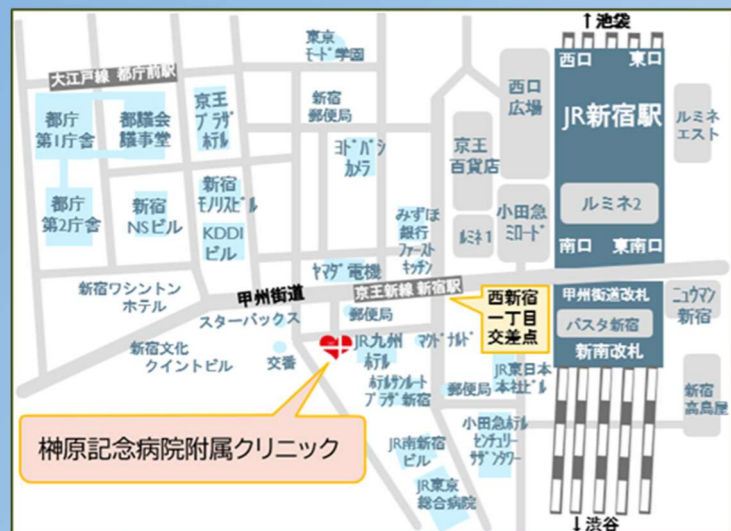 ↑池袋
東京
モード学園
大江戸線 都庁前駅
西口
東口
西口
広場
JR新宿駅
ルミネ
エスト
都庁
第1庁舎
都議会
議事堂
京王
プラザ
ホテル
新宿
郵便局
ヨドバシ
カメラ
京王
百貨店
都庁
第2庁舎
新宿
NSビル
新宿
モノリスビル
KDDI
ビル
みずほ
銀行
ファースト
キッチン
ルミネ1
小田急
ミロード
ルミネ2
南口
東南口
ヤマダ電機
新宿ワシントン
ホテル
甲州街道
京王新線 新宿駅
西新宿
一丁目
交差点
甲州街道改札
ニュウマン
新宿
バスタ新宿
新南改札
スターバックス
郵便局
新宿文化
クイントビル
交番
JR九州
ホテル
マクドナルド
ホテルサンルート
プラザ新宿
郵便局
JR東日本
本社ビル
新宿
高島屋
榊原記念病院附属クリニック
小田急ホテル
センチュリー
サザンタワー
JR南新宿
ビル
JR東京
総合病院
↓渋谷